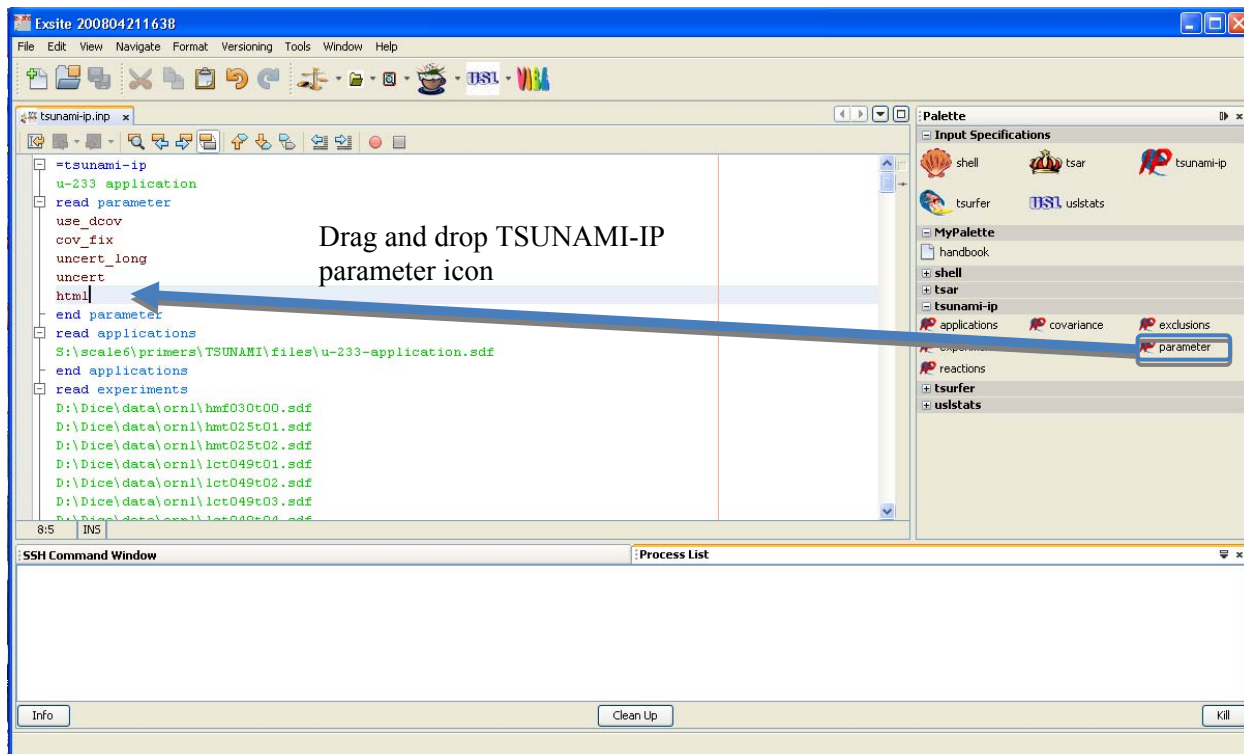 Exsite 200804211638
File Edit View Navigate Format Versioning Tools Window Help
USL
tsunami-ip.inp x
=tsunami-ip
u-233 application
read parameter
use_dcov
cov_fix
uncert_long
uncert
html
end parameter
read applications
S:\scale6\primers\TSUNAMI\files\u-233-application.sdf
end applications
read experiments
D:\Dice\data\ornl\hmf030t00.sdf
D:\Dice\data\ornl\hmt025t01.sdf
D:\Dice\data\ornl\hmt025t02.sdf
D:\Dice\data\ornl\lct049t01.sdf
D:\Dice\data\ornl\lct049t02.sdf
D:\Dice\data\ornl\lct049t03.sdf
Drag and drop TSUNAMI-IP
parameter icon
8:5 INS
Palette
Input Specifications
shell tsar tsunami-ip
tsurfer USL uslstats
MyPalette
handbook
shell
tsar
tsunami-ip
applications covariance exclusions
parameter
reactions
tsurfer
uslstats
SSH Command Window
Process List
Info Clean Up Kill